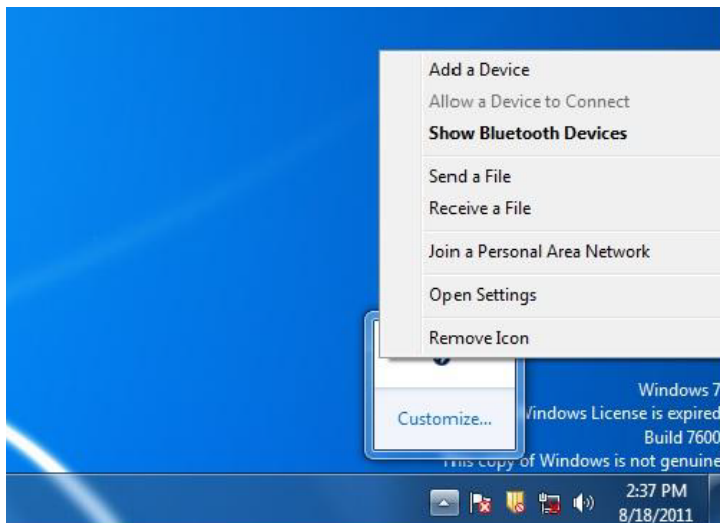 Add a Device
Allow a Device to Connect
Show Bluetooth Devices
Send a File
Receive a File
Join a Personal Area Network
Open Settings
Remove Icon
Customize...
Windows 7
Windows License is expired
Build 7600
This copy of Windows is not genuine
2:37 PM
8/18/2011